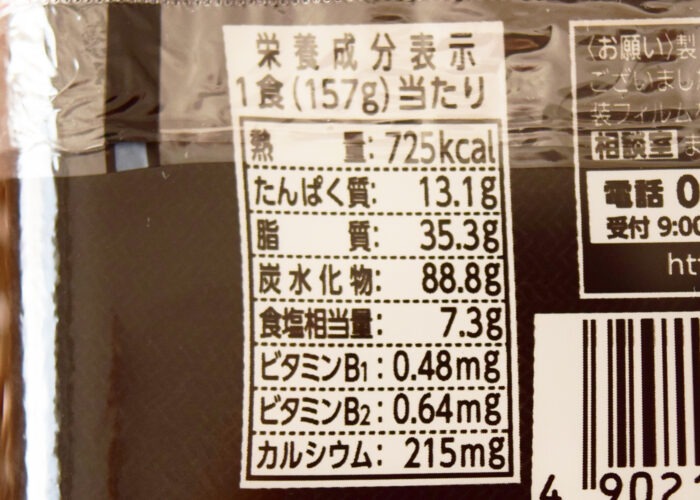 栄養成分表示
1食(157g)当たり
熱量: 725kcal
たんぱく質: 13.1g
脂質: 35.3g
炭水化物: 88.8g
食塩相当量: 7.3g
ビタミンB1: 0.48mg
ビタミンB2: 0.64mg
カルシウム: 215mg
〈お願い〉製
ございまし
装フィルム
相談室ま
電話 0
受付 9:00
ht
4 902